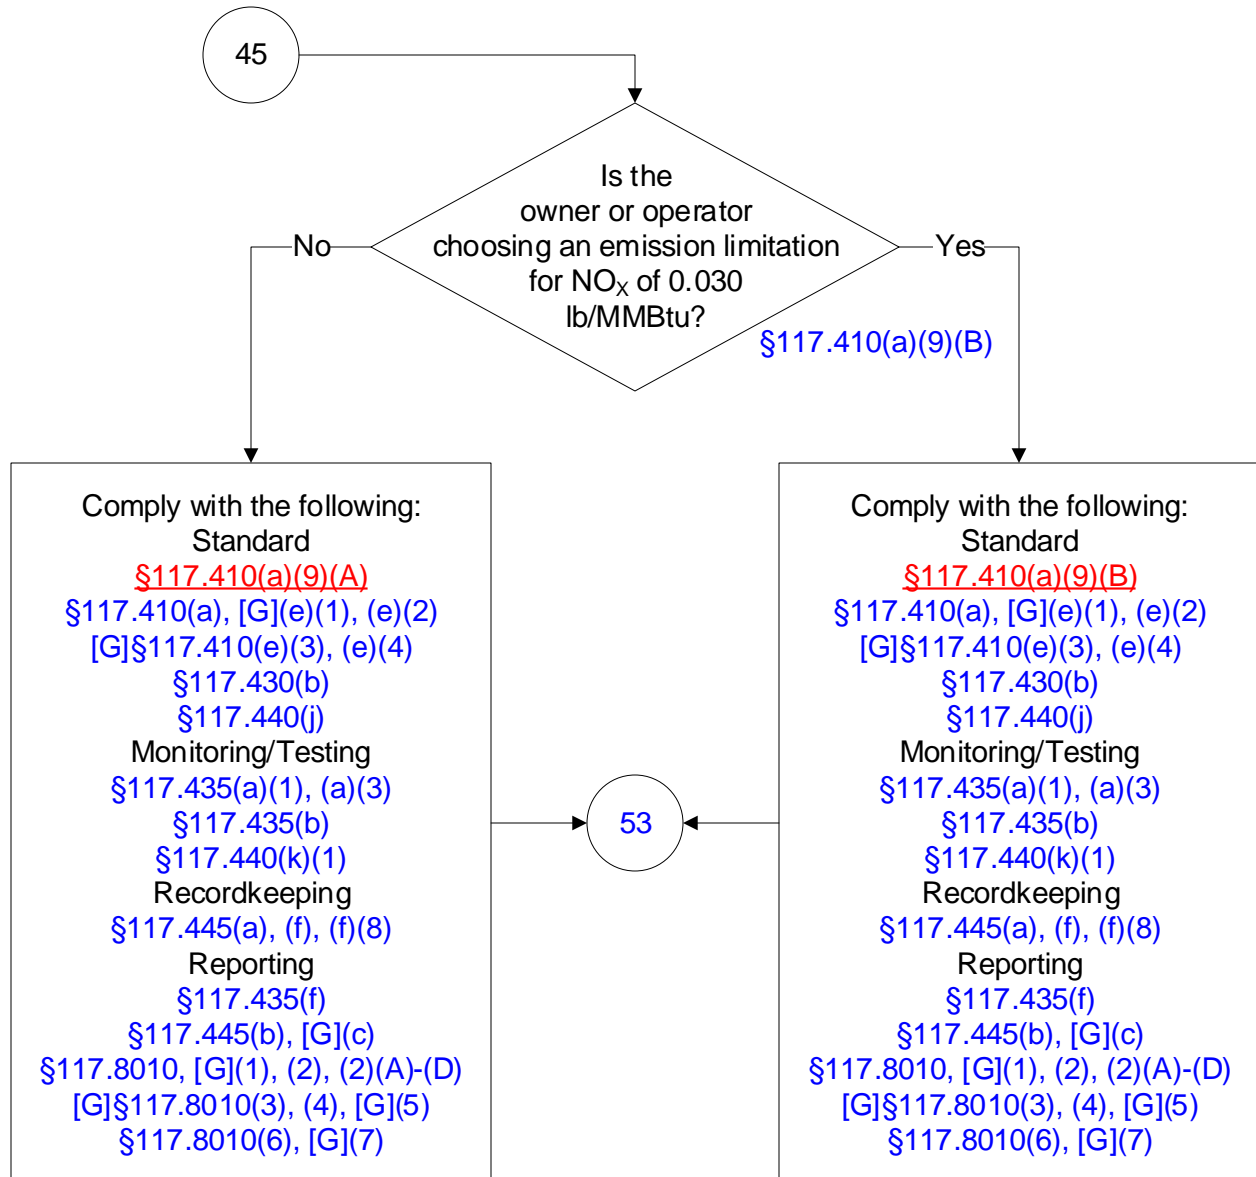 45
Is the
owner or operator
choosing an emission limitation
for NOX of 0.030
lb/MMBtu?
No
Yes
§117.410(a)(9)(B)
Comply with the following:
Standard
§117.410(a)(9)(A)
§117.410(a), [G](e)(1), (e)(2)
[G]§117.410(e)(3), (e)(4)
§117.430(b)
§117.440(j)
Monitoring/Testing
§117.435(a)(1), (a)(3)
§117.435(b)
§117.440(k)(1)
Recordkeeping
§117.445(a), (f), (f)(8)
Reporting
§117.435(f)
§117.445(b), [G](c)
§117.8010, [G](1), (2), (2)(A)-(D)
[G]§117.8010(3), (4), [G](5)
§117.8010(6), [G](7)
53
Comply with the following:
Standard
§117.410(a)(9)(B)
§117.410(a), [G](e)(1), (e)(2)
[G]§117.410(e)(3), (e)(4)
§117.430(b)
§117.440(j)
Monitoring/Testing
§117.435(a)(1), (a)(3)
§117.435(b)
§117.440(k)(1)
Recordkeeping
§117.445(a), (f), (f)(8)
Reporting
§117.435(f)
§117.445(b), [G](c)
§117.8010, [G](1), (2), (2)(A)-(D)
[G]§117.8010(3), (4), [G](5)
§117.8010(6), [G](7)